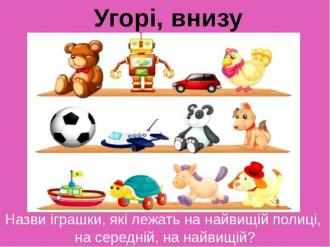 Угорі, внизу
Назви іграшки, які лежать на найвищій полиці,
на середній, на найвищій?